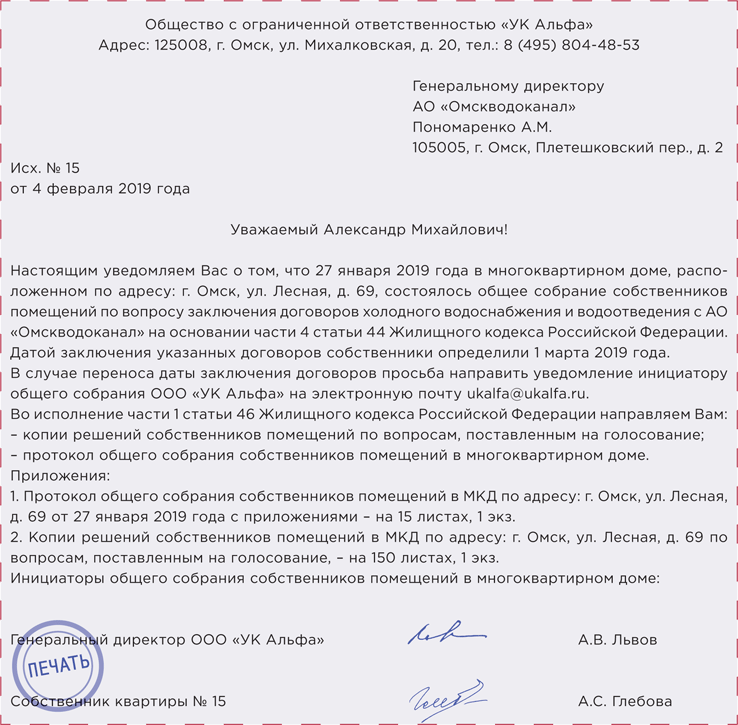 Общество с ограниченной ответственностью «УК Альфа»
Адрес: 125008, г. Омск, ул. Михалковская, д. 20, тел.: 8 (495) 804-48-53
Генеральному директору
АО «Омскводоканал»
Пономаренко А.М.
105005, г. Омск, Плетешковский пер., д. 2
Исх. № 15
от 4 февраля 2019 года
Уважаемый Александр Михайлович!
Настоящим уведомляем Вас о том, что 27 января 2019 года в многоквартирном доме, распо-
ложенном по адресу: г. Омск, ул. Лесная, д. 69, состоялось общее собрание собственников
помещений по вопросу заключения договоров холодного водоснабжения и водоотведения с АО
«Омскводоканал» на основании части 4 статьи 44 Жилищного кодекса Российской Федерации.
Датой заключения указанных договоров собственники определили 1 марта 2019 года.
В случае переноса даты заключения договоров просьба направить уведомление инициатору
общего собрания ООО «УК Альфа» на электронную почту ukalfa@ukalfa.ru.
Во исполнение части 1 статьи 46 Жилищного кодекса Российской Федерации направляем Вам:
– копии решений собственников помещений по вопросам, поставленным на голосование;
– протокол общего собрания собственников помещений в многоквартирном доме.
Приложения:
1. Протокол общего собрания собственников помещений в МКД по адресу: г. Омск, ул. Лесная,
д. 69 от 27 января 2019 года с приложениями – на 15 листах, 1 экз.
2. Копии решений собственников помещений в МКД по адресу: г. Омск, ул. Лесная, д. 69 по
вопросам, поставленным на голосование, – на 150 листах, 1 экз.
Инициаторы общего собрания собственников помещений в многоквартирном доме:
Генеральный директор ООО «УК Альфа» А.В. Львов
ПЕЧАТЬ
Собственник квартиры № 15 А.С. Глебова